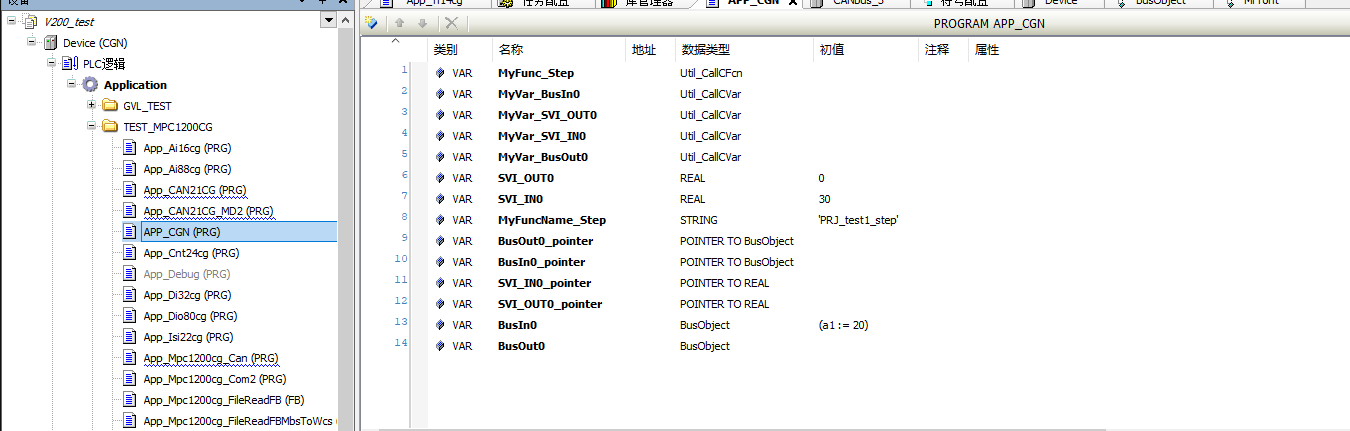 设备
V200_test
Device (CGN)
PLC逻辑
Application
GVL_TEST
TEST_MPC1200CG
App_Ai16cg (PRG)
App_Ai88cg (PRG)
App_CAN21CG (PRG)
App_CAN21CG_MD2 (PRG)
APP_CGN (PRG)
App_Cnt24cg (PRG)
App_Debug (PRG)
App_Di32cg (PRG)
App_Dio80cg (PRG)
App_Isi22cg (PRG)
App_Mpc1200cg_Can (PRG)
App_Mpc1200cg_Com2 (PRG)
App_Mpc1200cg_FileReadFB (FB)
App_Mpc1200cg_FileReadFBMbsToWcs (
任务配置 库管理器 APP_CGN CANBus_3 符号配置 Device BusObject
PROGRAM APP_CGN
类别 名称 地址 数据类型 初值 注释 属性
1 VAR MyFunc_Step Util_CallCFcn
2 VAR MyVar_BusIn0 Util_CallCVar
3 VAR MyVar_SVI_OUT0 Util_CallCVar
4 VAR MyVar_SVI_IN0 Util_CallCVar
5 VAR MyVar_BusOut0 Util_CallCVar
6 VAR SVI_OUT0 REAL 0
7 VAR SVI_IN0 REAL 30
8 VAR MyFuncName_Step STRING 'PRJ_test1_step'
9 VAR BusOut0_pointer POINTER TO BusObject
10 VAR BusIn0_pointer POINTER TO BusObject
11 VAR SVI_IN0_pointer POINTER TO REAL
12 VAR SVI_OUT0_pointer POINTER TO REAL
13 VAR BusIn0 BusObject (a1 := 20)
14 VAR BusOut0 BusObject